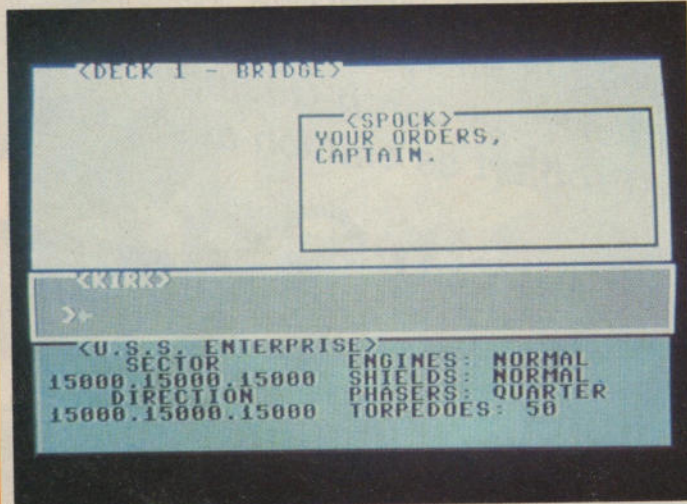 <DECK 1 - BRIDGE>
<SPOCK>
YOUR ORDERS,
CAPTAIN.
<KIRK>
>←
<U.S.S. ENTERPRISE>
SECTOR ENGINES: NORMAL
15000.15000.15000 SHIELDS: NORMAL
DIRECTION PHASERS: QUARTER
15000.15000.15000 TORPEDOES: 50